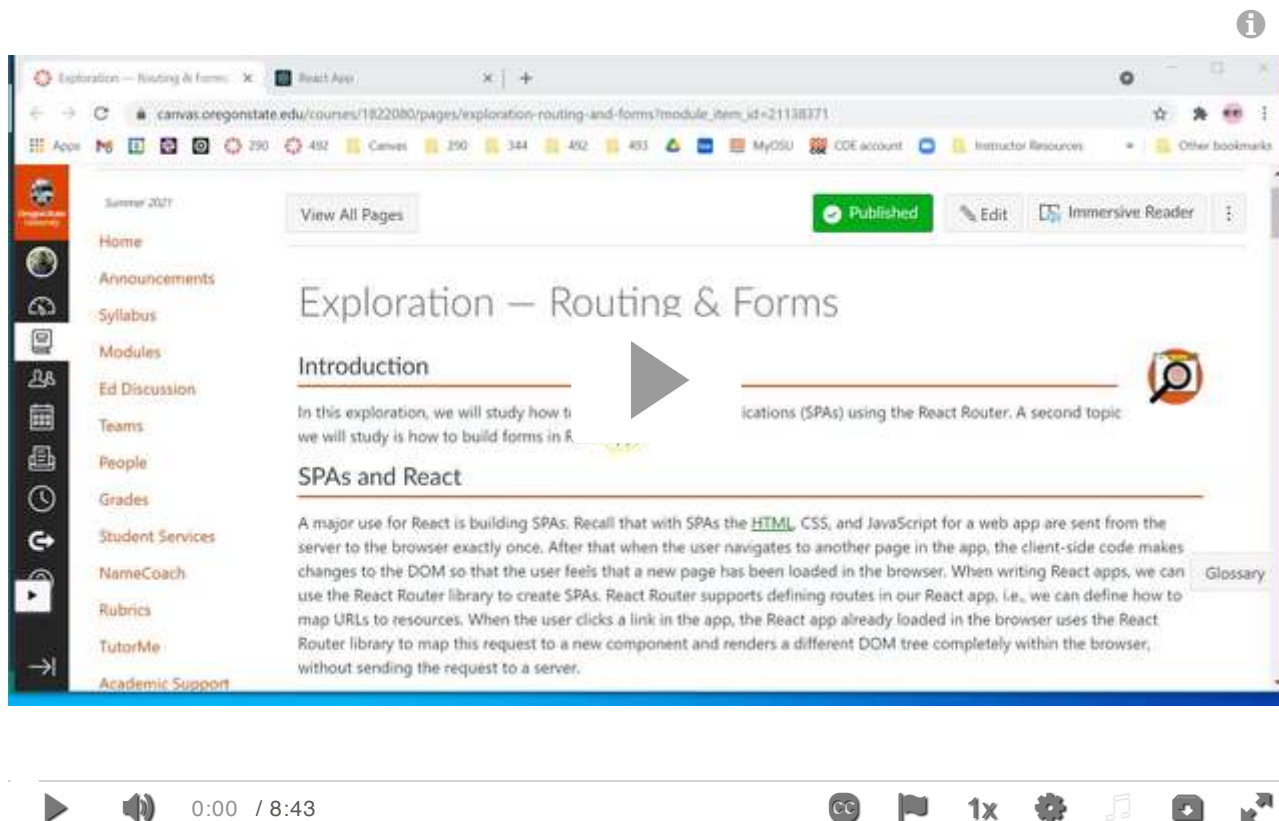 Exploration — Routing & Forms
React App
canvas.oregonstate.edu/courses/1822080/pages/exploration-routing-and-forms?module_item_id=21138371
Apps 290 492 Canvas 290 344 492 493 MyOSU COE account Instructor Resources » Other bookmarks
Oregon State University
Summer 2021
Home
Announcements
Syllabus
Modules
Ed Discussion
Teams
People
Grades
Student Services
NameCoach
Rubrics
TutorMe
Academic Support
View All Pages
Published Edit Immersive Reader
Exploration — Routing & Forms
Introduction
In this exploration, we will study how t ications (SPAs) using the React Router. A second topic
we will study is how to build forms in R
SPAs and React
A major use for React is building SPAs. Recall that with SPAs the HTML, CSS, and JavaScript for a web app are sent from the
server to the browser exactly once. After that when the user navigates to another page in the app, the client-side code makes
changes to the DOM so that the user feels that a new page has been loaded in the browser. When writing React apps, we can
use the React Router library to create SPAs. React Router supports defining routes in our React app, i.e., we can define how to
map URLs to resources. When the user clicks a link in the app, the React app already loaded in the browser uses the React
Router library to map this request to a new component and renders a different DOM tree completely within the browser,
without sending the request to a server.
Glossary
0:00 / 8:43
CC
1x